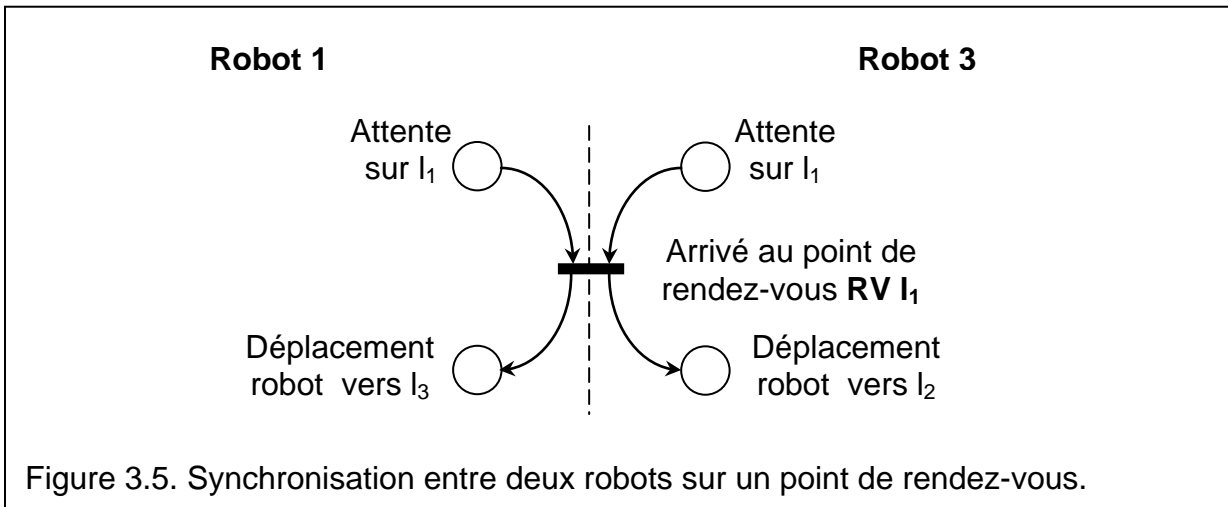 Robot 1
Robot 3
Attente
sur l₁
Attente
sur l₁
Arrivé au point de
rendez-vous RV l₁
Déplacement
robot vers l₃
Déplacement
robot vers l₂
Figure 3.5. Synchronisation entre deux robots sur un point de rendez-vous.